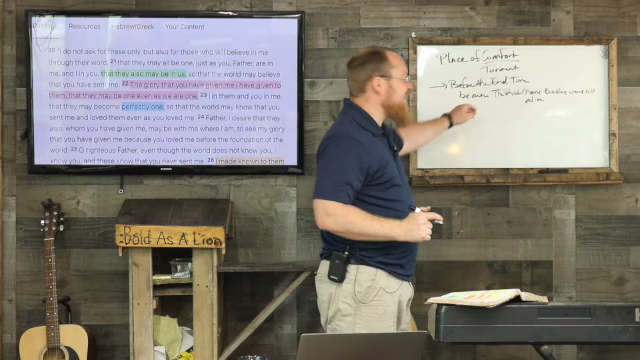 Resources Hebrew/Greek Your Content
20 "I do not ask for these only, but also for those who will believe in me
through their word, 21 that they may all be one, just as you, Father, are in
me, and I in you, that they also may be in us, so that the world may believe
that you have sent me. 22 The glory that you have given me I have given to
them, that they may be one even as we are one, 23 I in them and you in me,
that they may become perfectly one, so that the world may know that you
sent me and loved them even as you loved me. 24 Father, I desire that they
also, whom you have given me, may be with me where I am, to see my
glory that you have given me because you loved me before the foundation of
the world. 25 O righteous Father, even though the world does not know you, I
know you, and these know that you have sent me. 26 I made known to them
Place of Comfort
Torment
→ Before the End Time
be
Bold As A Lion